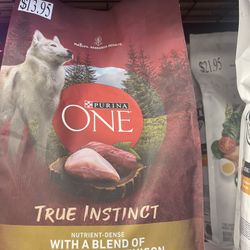 $13.95
PURINA
ONE
$21.95
TRUE INSTINCT
NUTRIENT-DENSE
WITH A BLEND OF